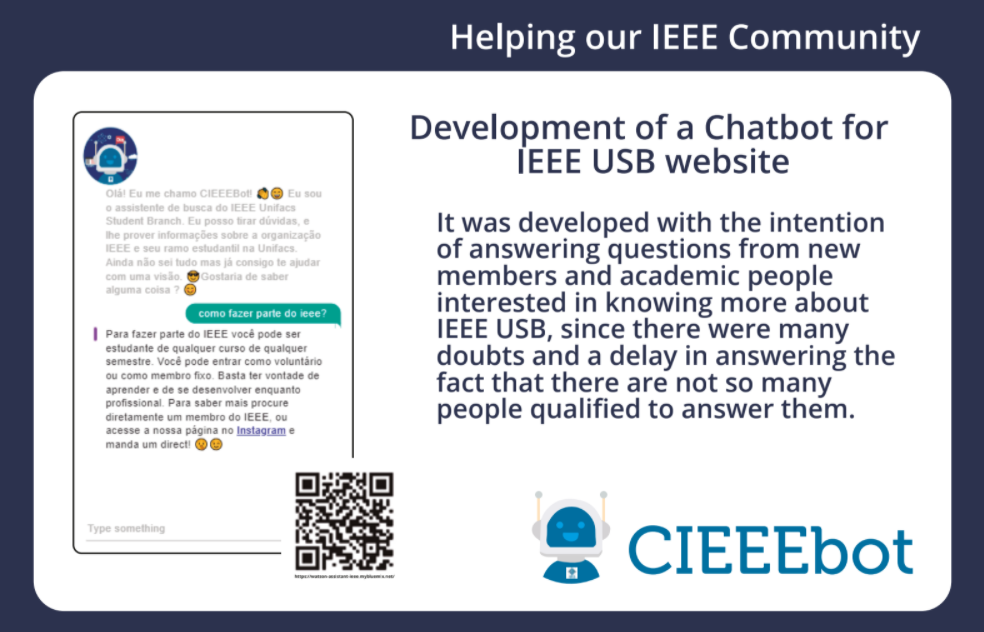 Helping our IEEE Community
Development of a Chatbot for
IEEE USB website
Olá! Eu me chamo CIEEEBot! 👏😄 Eu sou
o assistente de busca do IEEE Unifacs
Student Branch. Eu posso tirar dúvidas, e
lhe prover informações sobre a organização
IEEE e seu ramo estudantil na Unifacs.
Ainda não sei tudo mas já consigo te ajudar
com uma visão. 😎Gostaria de saber
alguma coisa ? 😄
como fazer parte do ieee?
Para fazer parte do IEEE você pode ser
estudante de qualquer curso de qualquer
semestre. Você pode entrar como voluntário
ou como membro fixo. Basta ter vontade de
aprender e de se desenvolver enquanto
profissional. Para saber mais procure
diretamente um membro do IEEE, ou
acesse a nossa página no Instagram e
manda um direct! 😉😉
Type something
https://watson-assistant-ieee.mybluemix.net/
It was developed with the intention
of answering questions from new
members and academic people
interested in knowing more about
IEEE USB, since there were many
doubts and a delay in answering the
fact that there are not so many
people qualified to answer them.
CIEEEbot